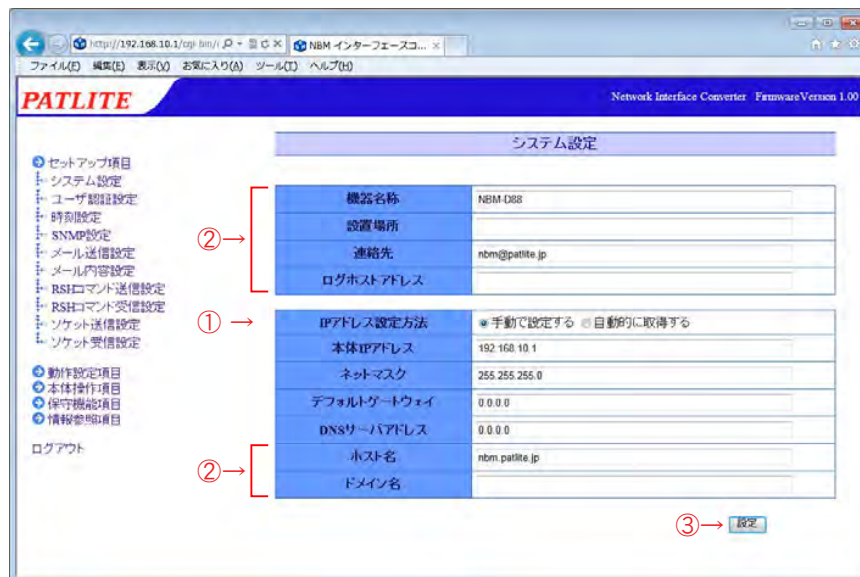 http://192.168.10.1/cgi-bin/i
NBM インターフェースコ...
ファイル(F) 編集(E) 表示(V) お気に入り(A) ツール(T) ヘルプ(H)
PATLITE
Network Interface Converter FirmwareVersion 1.00
システム設定
セットアップ項目
システム設定
ユーザ認証設定
時刻設定
SNMP設定
メール送信設定
メール内容設定
RSHコマンド送信設定
RSHコマンド受信設定
ソケット送信設定
ソケット受信設定
動作設定項目
本体操作項目
保守機能項目
情報参照項目
ログアウト
②→
機器名称 NBM-D88
設置場所
連絡先 nbm@patlite.jp
ログホストアドレス
①→
IPアドレス設定方法 手動で設定する 自動的に取得する
本体IPアドレス 192.168.10.1
ネットマスク 255.255.255.0
デフォルトゲートウェイ 0.0.0.0
DNSサーバアドレス 0.0.0.0
②→
ホスト名 nbm.patlite.jp
ドメイン名
③→ 設定